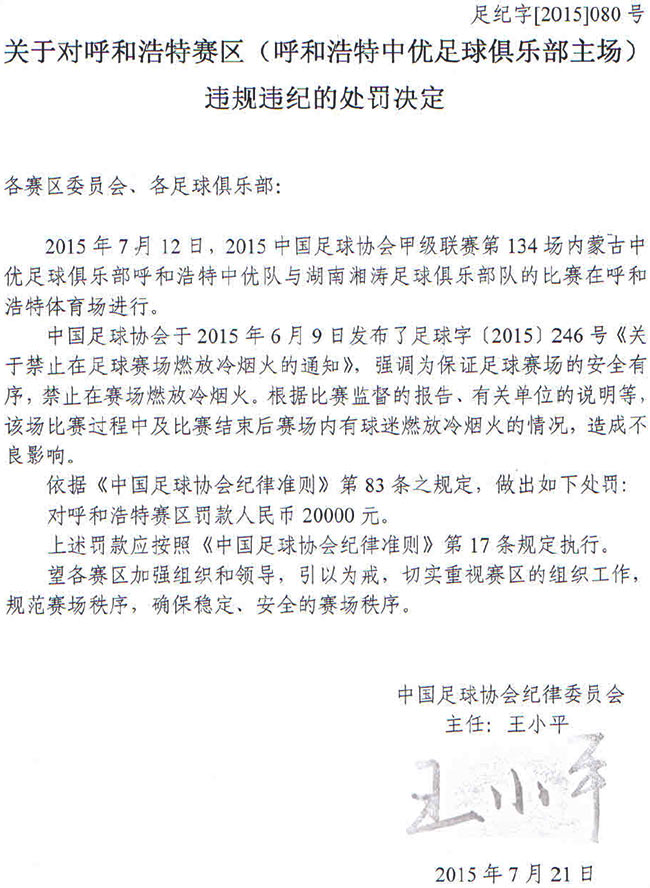 足纪字[2015]080 号
关于对呼和浩特赛区（呼和浩特中优足球俱乐部主场）
违规违纪的处罚决定
各赛区委员会、各足球俱乐部：
2015 年 7 月 12 日，2015 中国足球协会甲级联赛第 134 场内蒙古中
优足球俱乐部呼和浩特中优队与湖南湘涛足球俱乐部队的比赛在呼和
浩特体育场进行。
中国足球协会于 2015 年 6 月 9 日发布了足球字〔2015〕246 号《关
于禁止在足球赛场燃放冷烟火的通知》，强调为保证足球赛场的安全有
序，禁止在赛场燃放冷烟火。根据比赛监督的报告、有关单位的说明等，
该场比赛过程中及比赛结束后赛场内有球迷燃放冷烟火的情况，造成不
良影响。
依据《中国足球协会纪律准则》第 83 条之规定，做出如下处罚：
对呼和浩特赛区罚款人民币 20000 元。
上述罚款应按照《中国足球协会纪律准则》第 17 条规定执行。
望各赛区加强组织和领导，引以为戒，切实重视赛区的组织工作，
规范赛场秩序，确保稳定、安全的赛场秩序。
中国足球协会纪律委员会
主任：王小平
王小平
2015 年 7 月 21 日